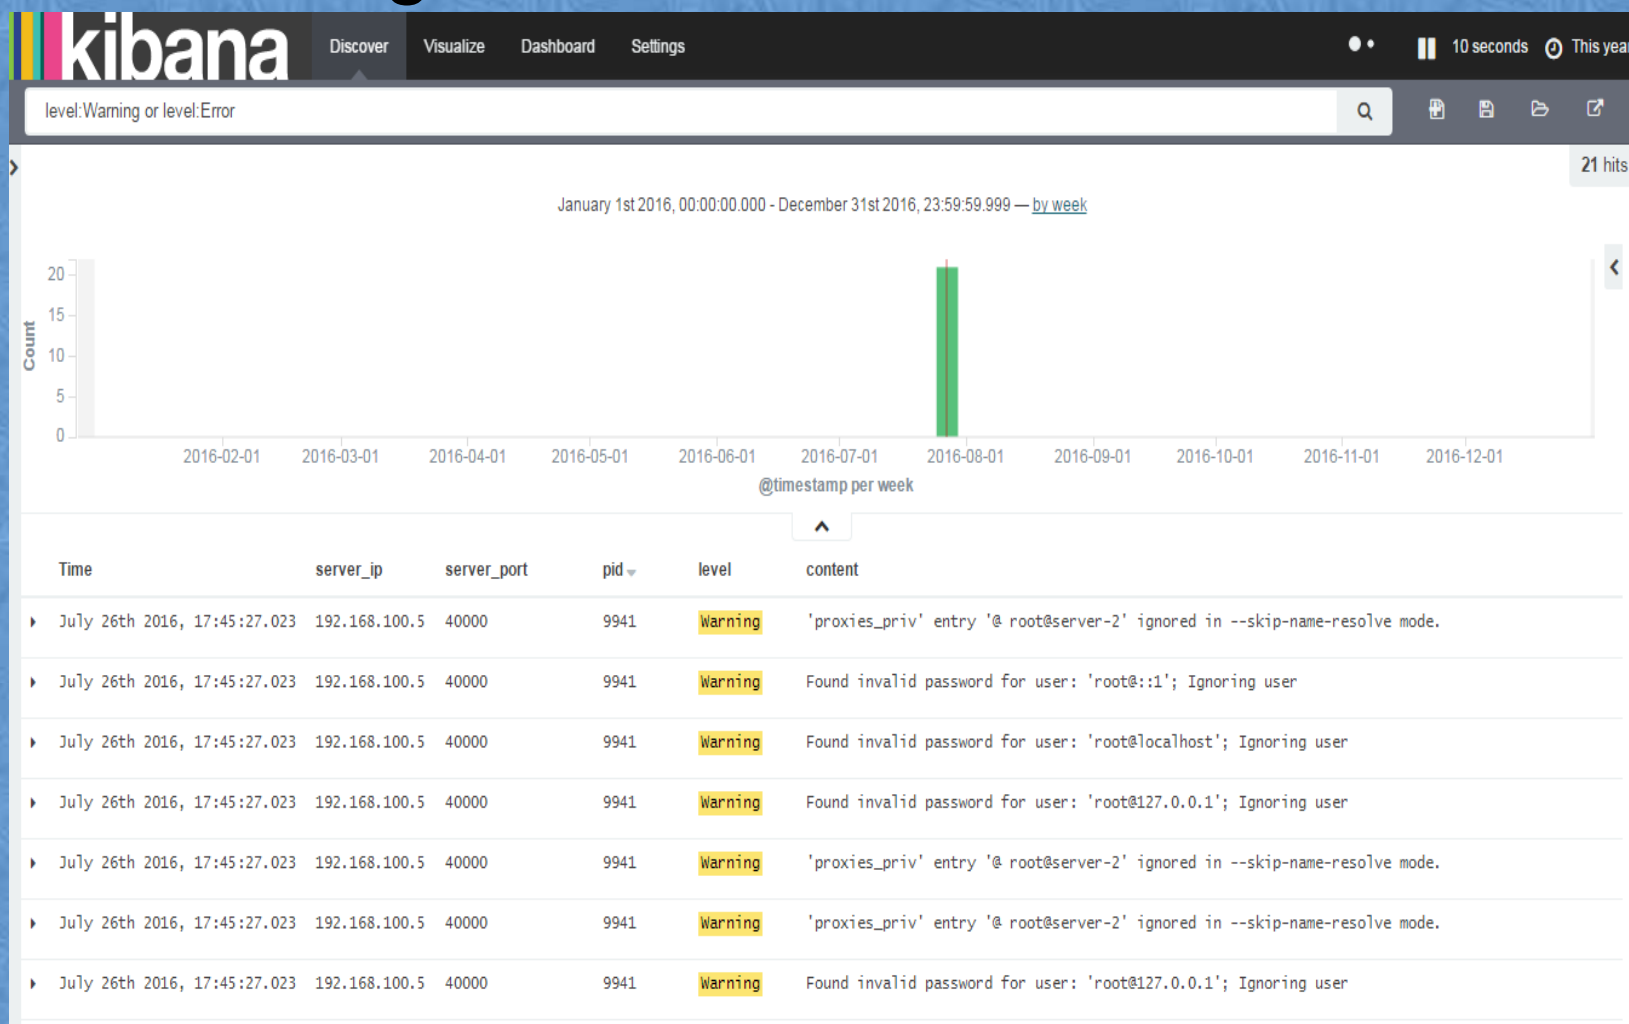 kibana Discover Visualize Dashboard Settings 10 seconds This year
level:Warning or level:Error
21 hits
January 1st 2016, 00:00:00.000 - December 31st 2016, 23:59:59.999 — by week
20
15
10
5
0
Count
2016-02-01 2016-03-01 2016-04-01 2016-05-01 2016-06-01 2016-07-01 2016-08-01 2016-09-01 2016-10-01 2016-11-01 2016-12-01
@timestamp per week
Time server_ip server_port pid level content
July 26th 2016, 17:45:27.023 192.168.100.5 40000 9941 Warning 'proxies_priv' entry '@ root@server-2' ignored in --skip-name-resolve mode.
July 26th 2016, 17:45:27.023 192.168.100.5 40000 9941 Warning Found invalid password for user: 'root@::1'; Ignoring user
July 26th 2016, 17:45:27.023 192.168.100.5 40000 9941 Warning Found invalid password for user: 'root@localhost'; Ignoring user
July 26th 2016, 17:45:27.023 192.168.100.5 40000 9941 Warning Found invalid password for user: 'root@127.0.0.1'; Ignoring user
July 26th 2016, 17:45:27.023 192.168.100.5 40000 9941 Warning 'proxies_priv' entry '@ root@server-2' ignored in --skip-name-resolve mode.
July 26th 2016, 17:45:27.023 192.168.100.5 40000 9941 Warning 'proxies_priv' entry '@ root@server-2' ignored in --skip-name-resolve mode.
July 26th 2016, 17:45:27.023 192.168.100.5 40000 9941 Warning Found invalid password for user: 'root@127.0.0.1'; Ignoring user